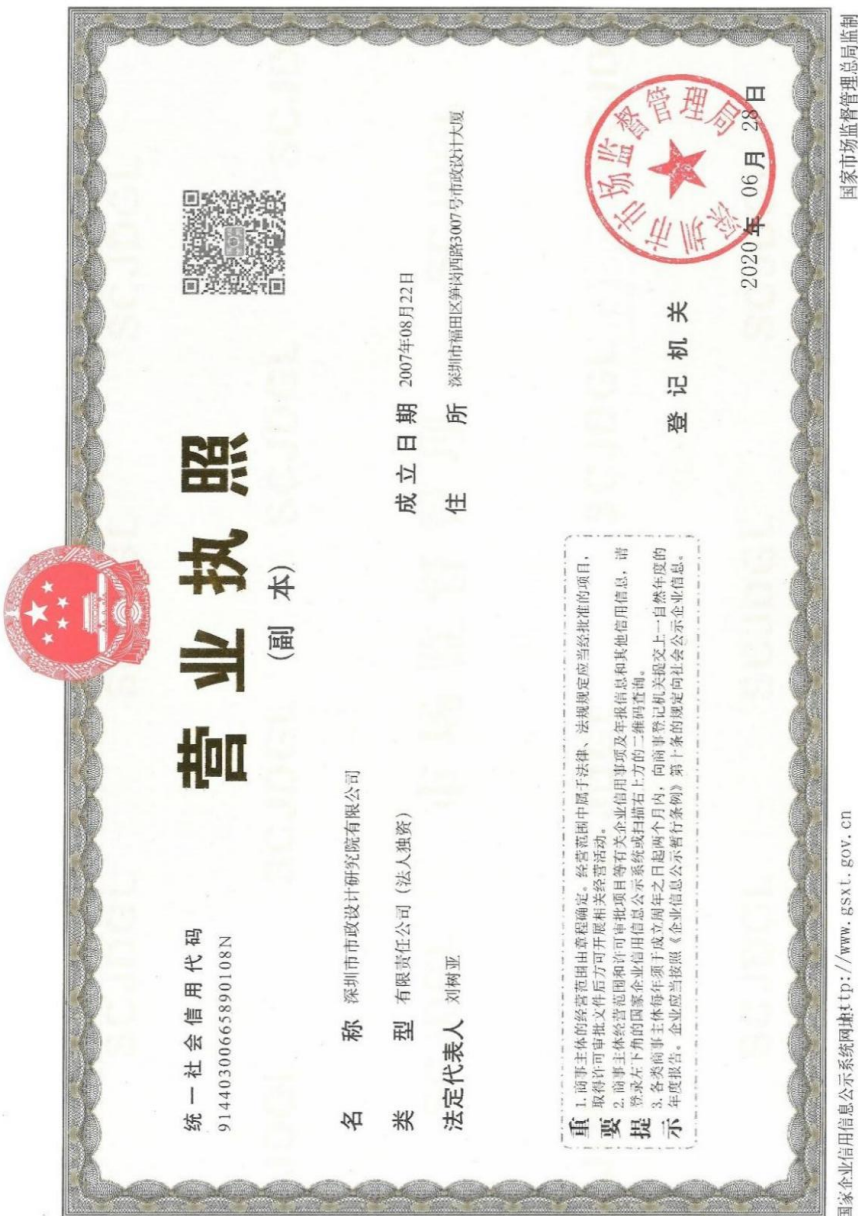 营业执照
(副 本)
统一社会信用代码
91440300665890108N
名 称 深圳市市政设计研究院有限公司
类 型 有限责任公司（法人独资）
法定代表人 刘树亚
成立日期 2007年08月22日
住 所 深圳市福田区笋岗西路3007号市政设计大厦
重要提示
1. 商事主体的经营范围由章程确定。经营范围中属于法律、法规规定应当经批准的项目，
取得许可审批文件后方可开展相关经营活动。
2. 商事主体经营范围和许可审批项目等有关企业信用事项及年报信息和其他信用信息，请
登录左下角的国家企业信用信息公示系统或扫描右上方的二维码查询。
3. 各类商事主体每年须于成立周年之日起两个月内，向商事登记机关提交上一自然年度的
年度报告。企业应当按照《企业信息公示暂行条例》第十条的规定向社会公示企业信息。
登 记 机 关
深圳市市场监督管理局
2020 年 06 月 28 日
国家企业信用信息公示系统网址http://www.gsxt.gov.cn
国家市场监督管理总局监制